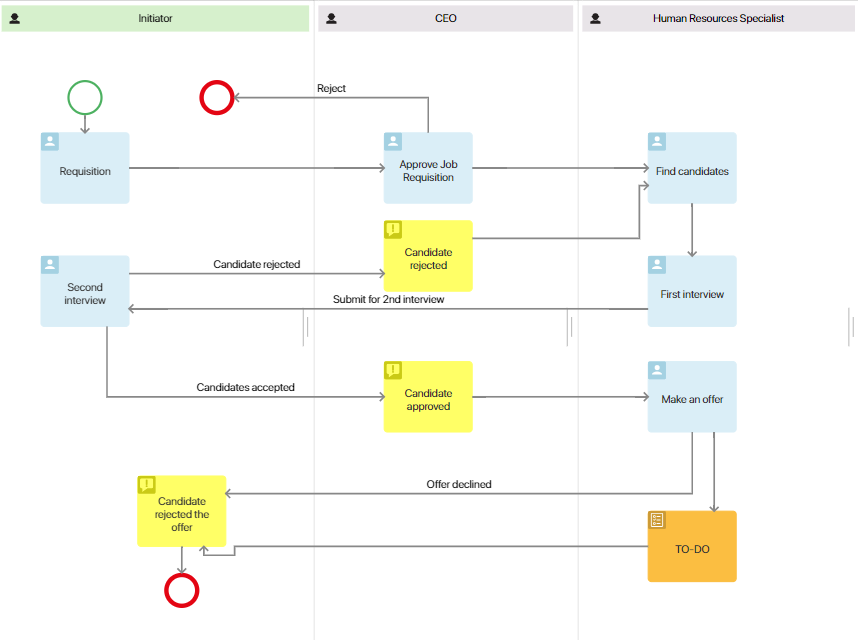 Initiator
CEO
Human Resources Specialist
Reject
Requisition
Approve Job
Requisition
Find candidates
Candidate
rejected
Candidate rejected
Second
interview
First interview
Submit for 2nd interview
Candidates accepted
Candidate
approved
Make an offer
Offer declined
Candidate
rejected the
offer
TO-DO